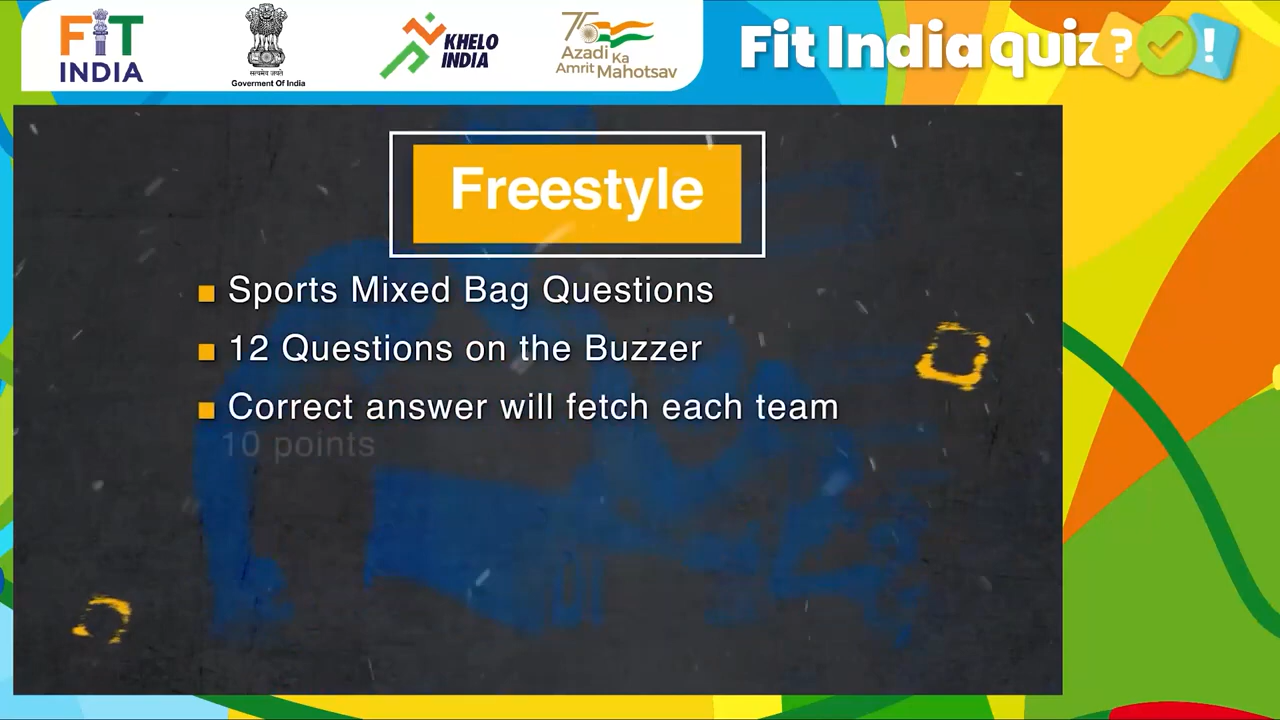 FiT
INDIA
सत्यमेव जयते
Goverment Of India
KHELO
INDIA
75
Azadi Ka
Amrit Mahotsav
Fit India quiz ? !
Freestyle
Sports Mixed Bag Questions
12 Questions on the Buzzer
Correct answer will fetch each team
10 points